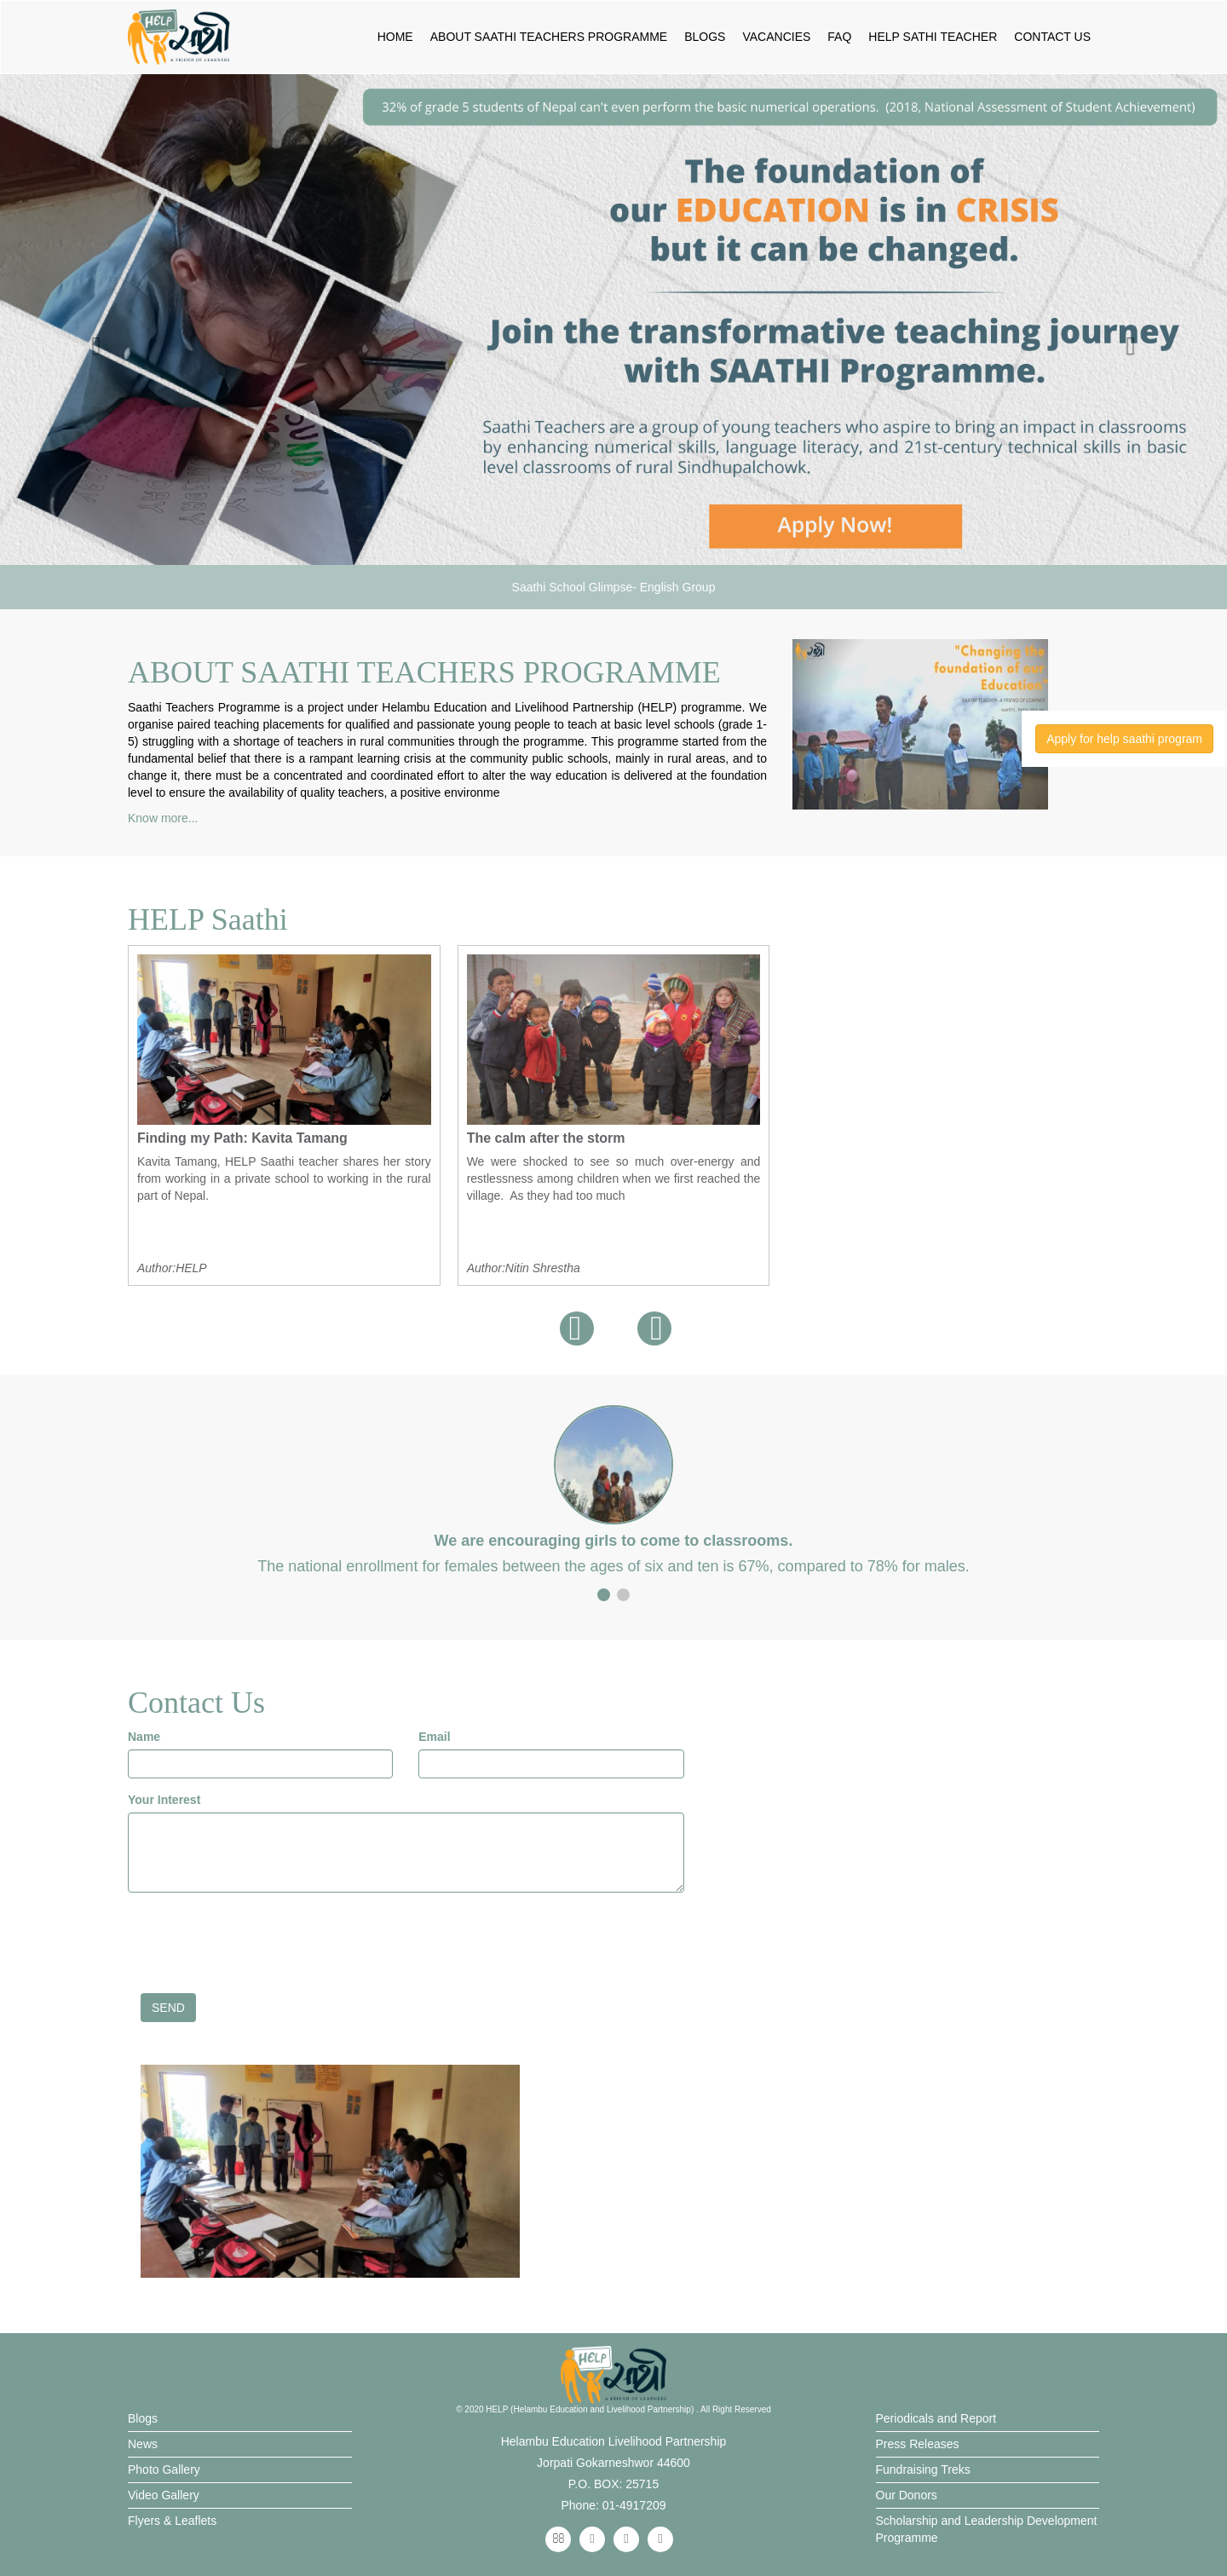 HELP
साथी
A FRIEND OF LEARNERS
HOME ABOUT SAATHI TEACHERS PROGRAMME BLOGS VACANCIES FAQ HELP SATHI TEACHER CONTACT US
32% of grade 5 students of Nepal can't even perform the basic numerical operations. (2018, National Assessment of Student Achievement)
The foundation of
our EDUCATION is in CRISIS
but it can be changed.
Join the transformative teaching journey
with SAATHI Programme.
Saathi Teachers are a group of young teachers who aspire to bring an impact in classrooms
by enhancing numerical skills, language literacy, and 21st-century technical skills in basic
level classrooms of rural Sindhupalchowk.
Apply Now!
Saathi School Glimpse- English Group
ABOUT SAATHI TEACHERS PROGRAMME
Saathi Teachers Programme is a project under Helambu Education and Livelihood Partnership (HELP) programme. We
organise paired teaching placements for qualified and passionate young people to teach at basic level schools (grade 1-
5) struggling with a shortage of teachers in rural communities through the programme. This programme started from the
fundamental belief that there is a rampant learning crisis at the community public schools, mainly in rural areas, and to
change it, there must be a concentrated and coordinated effort to alter the way education is delivered at the foundation
level to ensure the availability of quality teachers, a positive environme
Know more...
साथी
"Changing the
foundation of our
Education"
Apply for help saathi program
HELP Saathi
Finding my Path: Kavita Tamang
Kavita Tamang, HELP Saathi teacher shares her story
from working in a private school to working in the rural
part of Nepal.
Author:HELP
The calm after the storm
We were shocked to see so much over-energy and
restlessness among children when we first reached the
village. As they had too much
Author:Nitin Shrestha
We are encouraging girls to come to classrooms.
The national enrollment for females between the ages of six and ten is 67%, compared to 78% for males.
Contact Us
Name Email
Your Interest
SEND
HELP
साथी
A FRIEND OF LEARNERS
© 2020 HELP (Helambu Education and Livelihood Partnership) . All Right Reserved
Blogs
News
Photo Gallery
Video Gallery
Flyers & Leaflets
Helambu Education Livelihood Partnership
Jorpati Gokarneshwor 44600
P.O. BOX: 25715
Phone: 01-4917209
Periodicals and Report
Press Releases
Fundraising Treks
Our Donors
Scholarship and Leadership Development
Programme